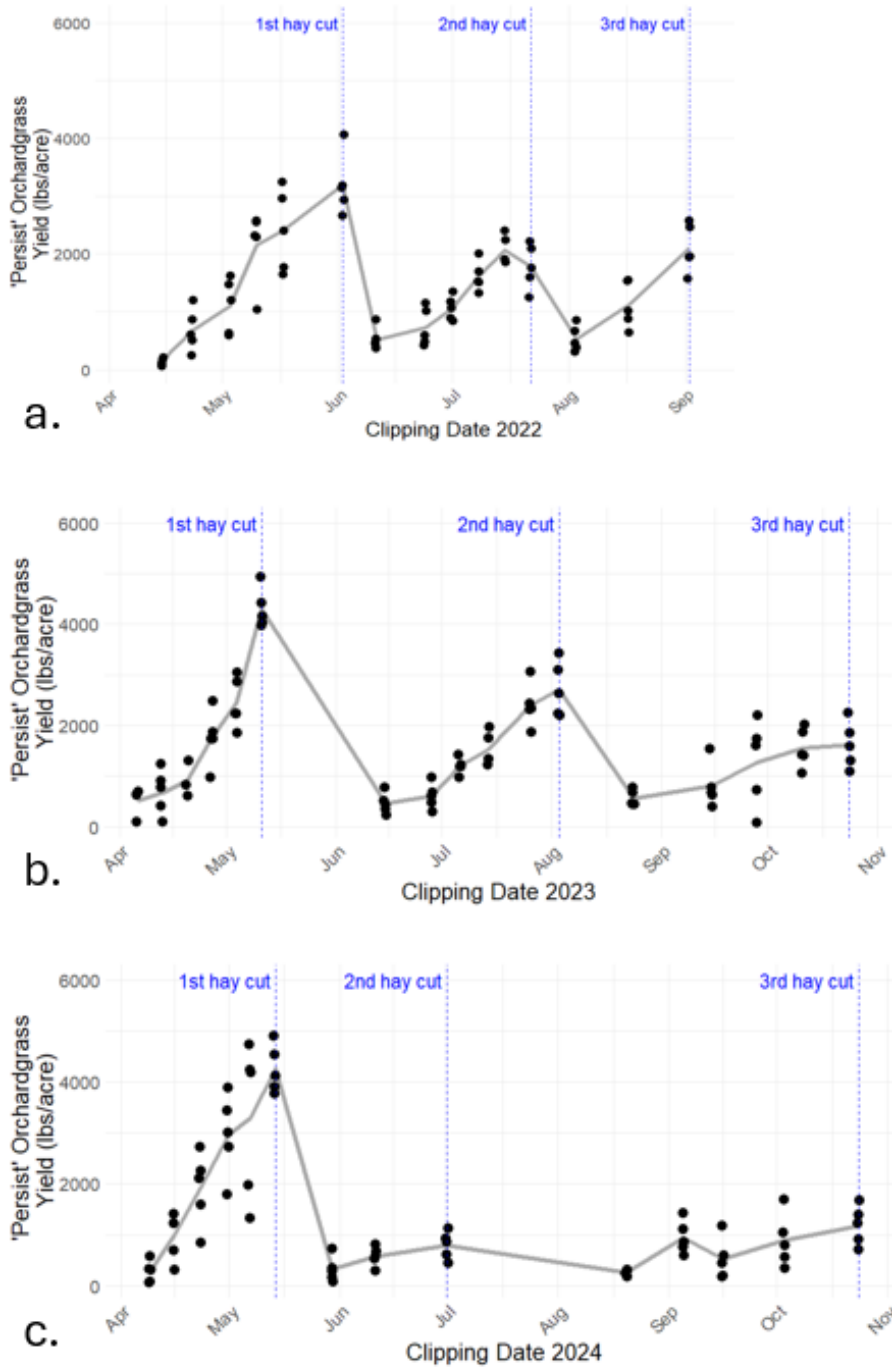 6000
1st hay cut
2nd hay cut
3rd hay cut
4000
2000
0
'Persist' Orchardgrass
Yield (lbs/acre)
Apr
May
Jun
Jul
Aug
Sep
a.
Clipping Date 2022
6000
1st hay cut
2nd hay cut
3rd hay cut
4000
2000
0
'Persist' Orchardgrass
Yield (lbs/acre)
Apr
May
Jun
Jul
Aug
Sep
Oct
Nov
b.
Clipping Date 2023
6000
1st hay cut
2nd hay cut
3rd hay cut
4000
2000
0
'Persist' Orchardgrass
Yield (lbs/acre)
Apr
May
Jun
Jul
Aug
Sep
Oct
Nov
c.
Clipping Date 2024